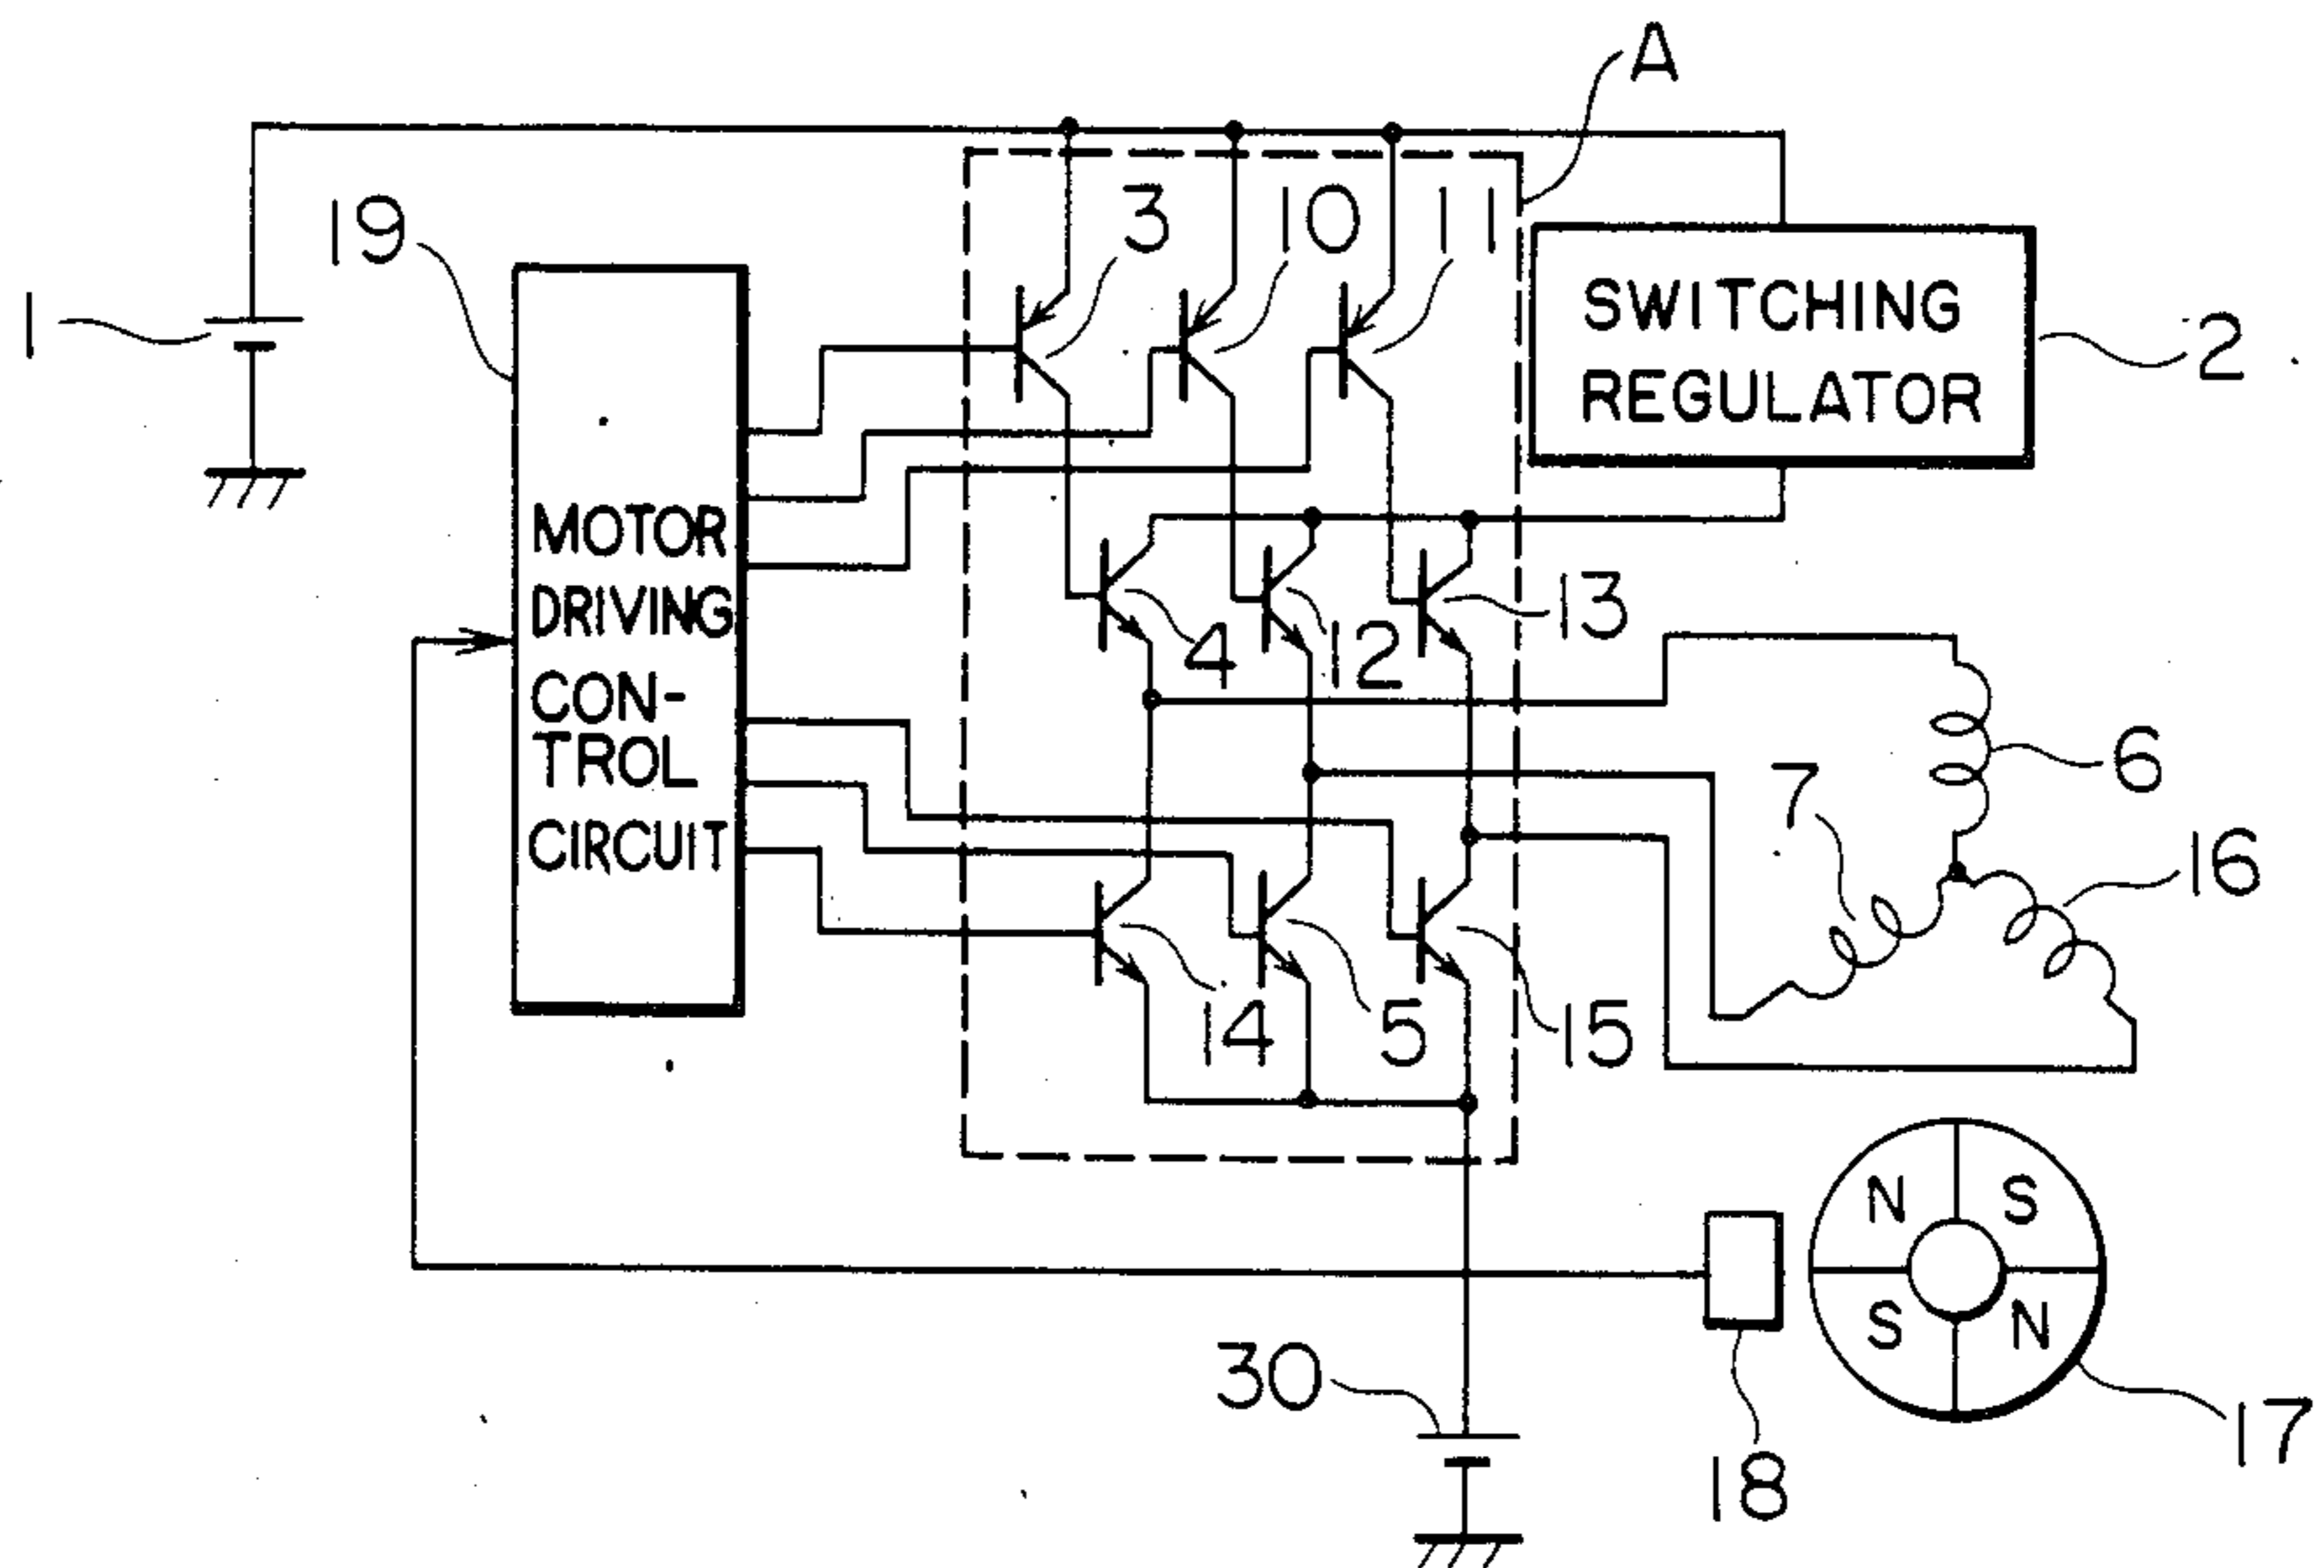 A
3
10
11
19
1
SWITCHING
REGULATOR
2
MOTOR
DRIVING
CON-
TROL
CIRCUIT
4
12
13
6
7
16
14
5
15
N
S
S
N
30
18
17